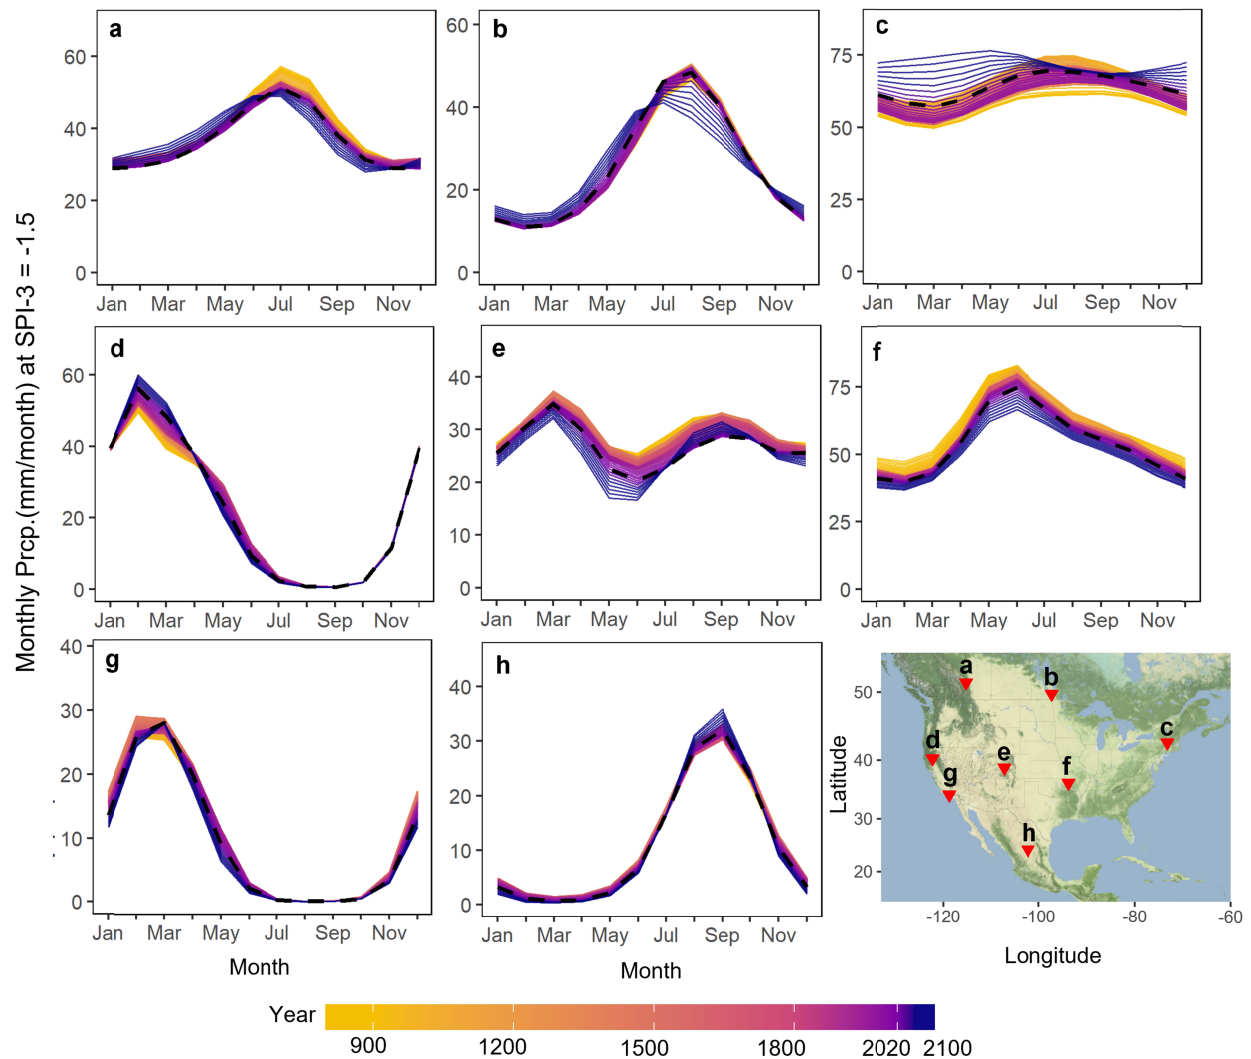 a
60
40
20
0
Jan Mar May Jul Sep Nov
b
60
40
20
0
Jan Mar May Jul Sep Nov
c
75
50
25
0
Jan Mar May Jul Sep Nov
Monthly Prcp.(mm/month) at SPI-3 = -1.5
d
60
40
20
0
Jan Mar May Jul Sep Nov
e
40
30
20
10
0
Jan Mar May Jul Sep Nov
f
75
50
25
0
Jan Mar May Jul Sep Nov
g
40
30
20
10
0
Jan Mar May Jul Sep Nov
Month
h
40
30
20
10
0
Jan Mar May Jul Sep Nov
Month
a
b
c
d
e
f
g
h
Latitude
50
40
30
20
-120 -100 -80 -60
Longitude
Year
900 1200 1500 1800 2020 2100